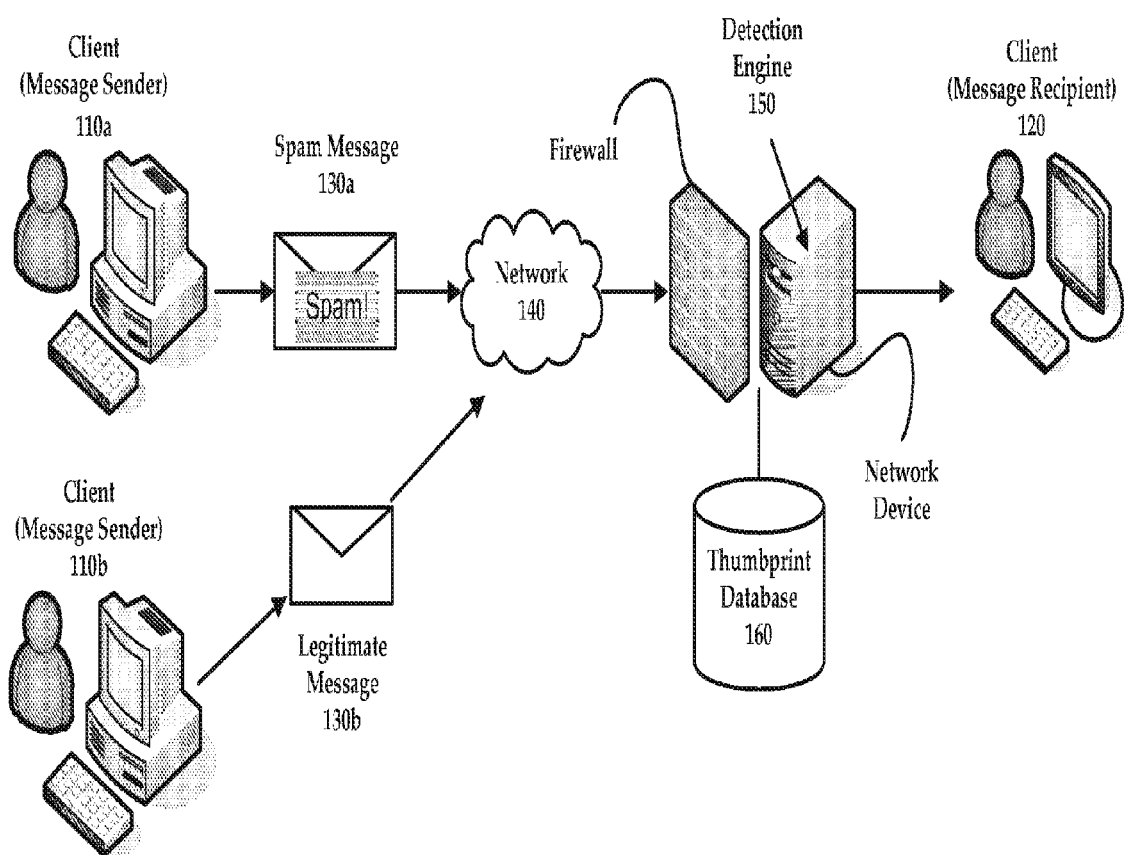 Client
(Message Sender)
110a
Spam Message
130a
Spam!
Network
140
Firewall
Detection
Engine
150
Client
(Message Recipient)
120
Network
Device
Thumbprint
Database
160
Client
(Message Sender)
110b
Legitimate
Message
130b